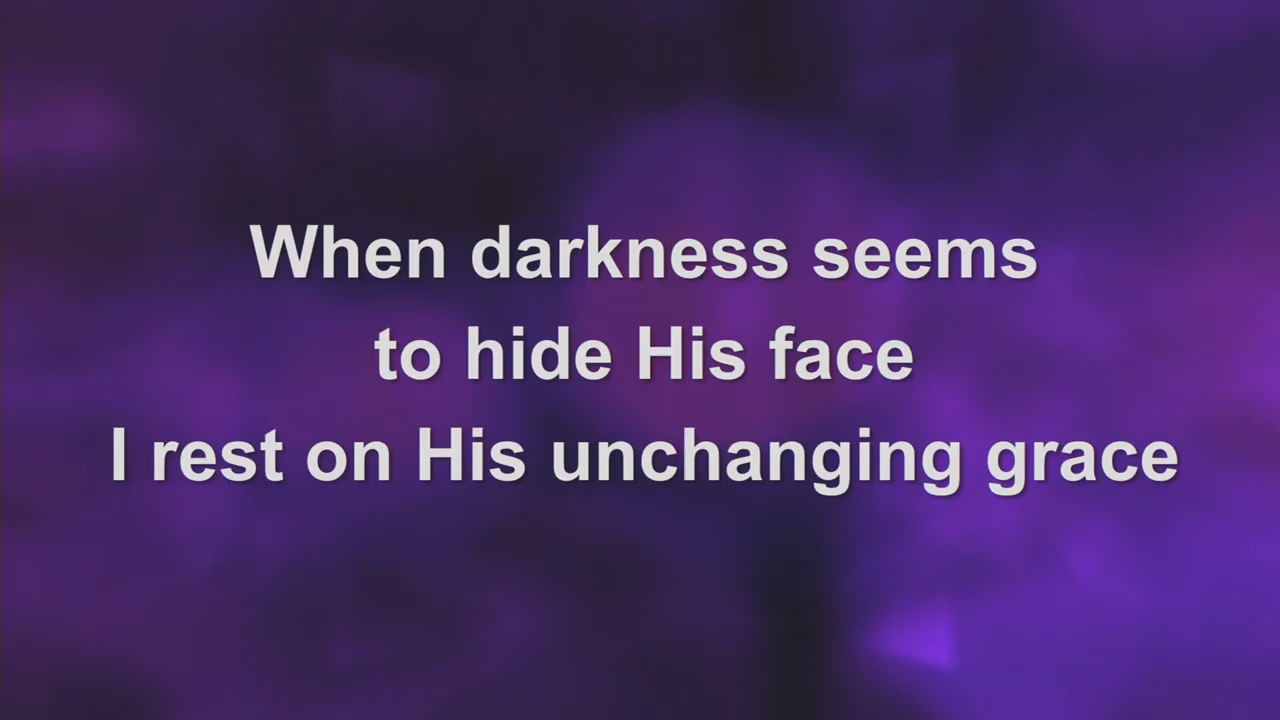 When darkness seems
to hide His face
I rest on His unchanging grace